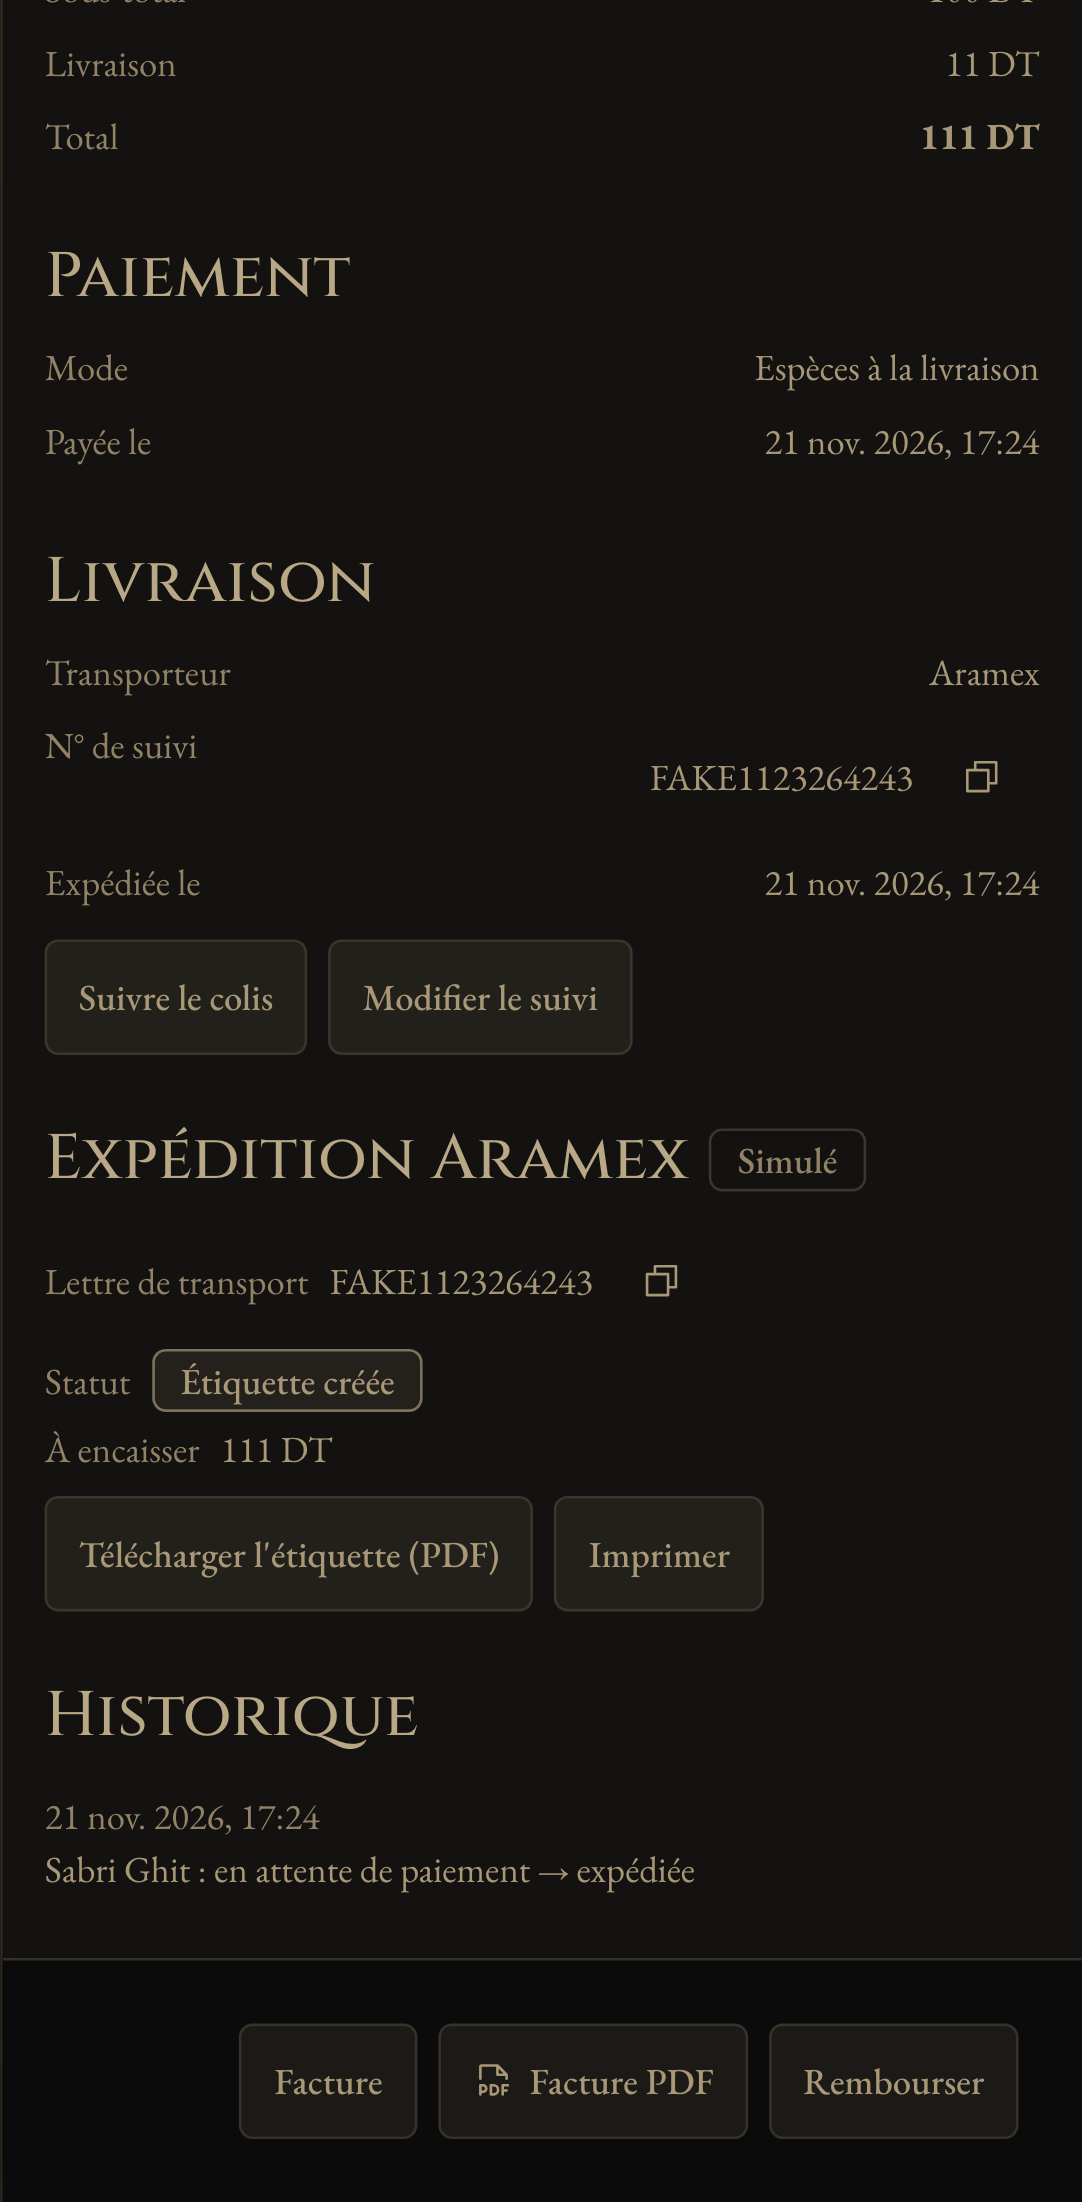 Livraison 11 DT
Total 111 DT
Paiement
Mode Espèces à la livraison
Payée le 21 nov. 2026, 17:24
Livraison
Transporteur Aramex
N° de suivi
FAKE1123264243
Expédiée le 21 nov. 2026, 17:24
Suivre le colis Modifier le suivi
Expédition Aramex Simulé
Lettre de transport FAKE1123264243
Statut Étiquette créée
À encaisser 111 DT
Télécharger l'étiquette (PDF) Imprimer
Historique
21 nov. 2026, 17:24
Sabri Ghit : en attente de paiement → expédiée
Facture PDF Facture PDF Rembourser